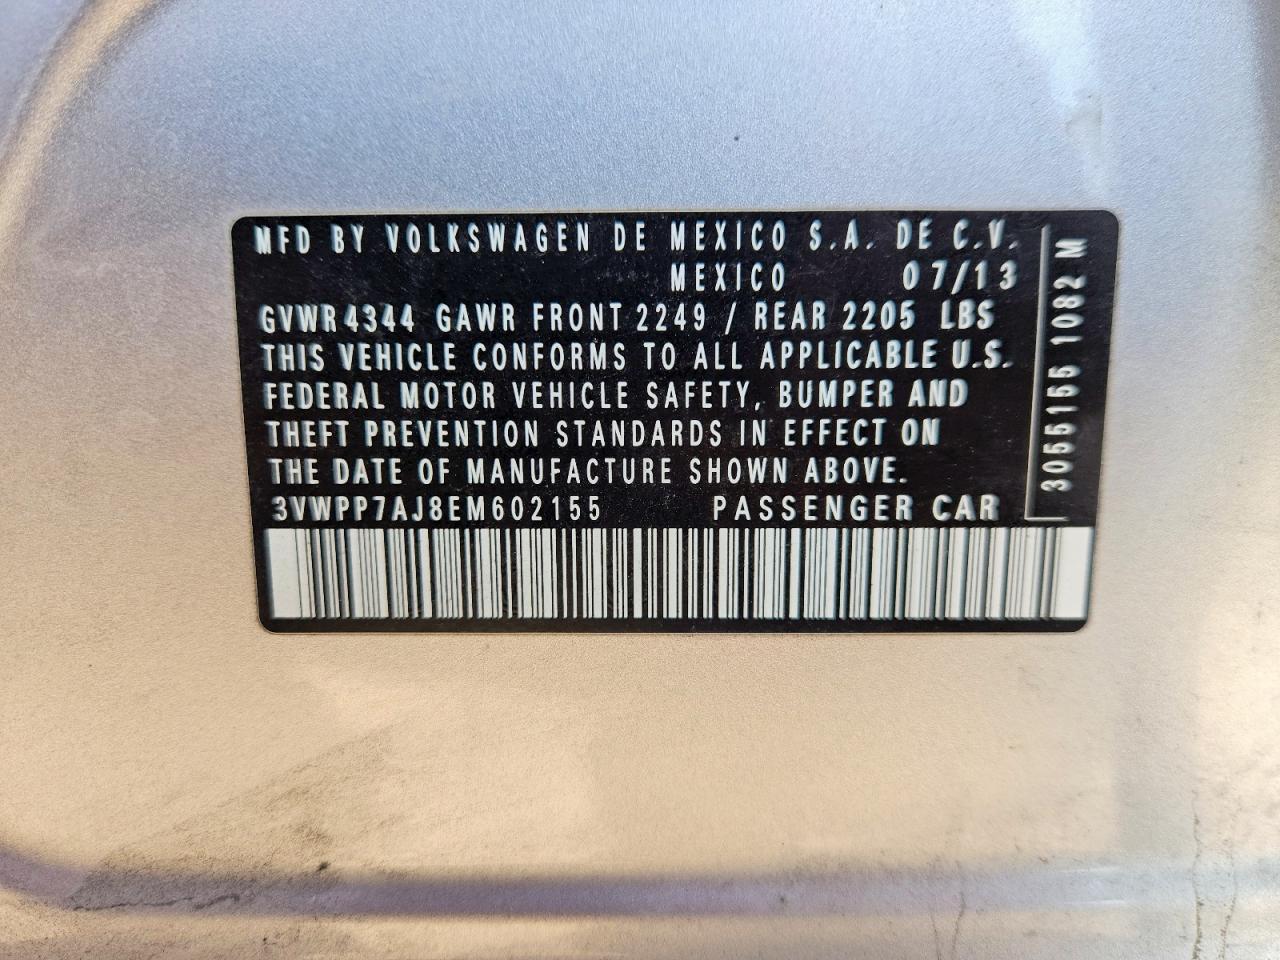 MFD BY VOLKSWAGEN DE MEXICO S.A. DE C.V.
MEXICO 07/13
GVWR 4344 GAWR FRONT 2249 / REAR 2205 LBS
THIS VEHICLE CONFORMS TO ALL APPLICABLE U.S.
FEDERAL MOTOR VEHICLE SAFETY, BUMPER AND
THEFT PREVENTION STANDARDS IN EFFECT ON
THE DATE OF MANUFACTURE SHOWN ABOVE.
3VWPP7AJ8EM602155 PASSENGER CAR
3055155 1082 M